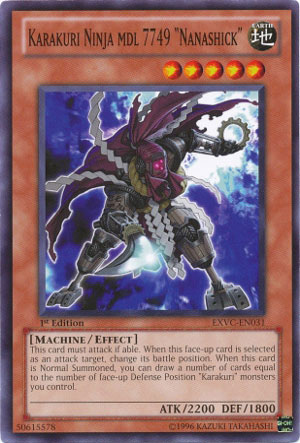 KARAKURI NINJA MDL 7749 "NANASHICK"
EARTH
地
1st Edition
EXVC-EN031
[MACHINE / EFFECT]
This card must attack if able. When this face-up card is selected
as an attack target, change its battle position. When this card
is Normal Summoned, you can draw a number of cards equal
to the number of face-up Defense Position "Karakuri" monsters
you control.
ATK/2200 DEF/1800
50615578
©1996 KAZUKI TAKAHASHI